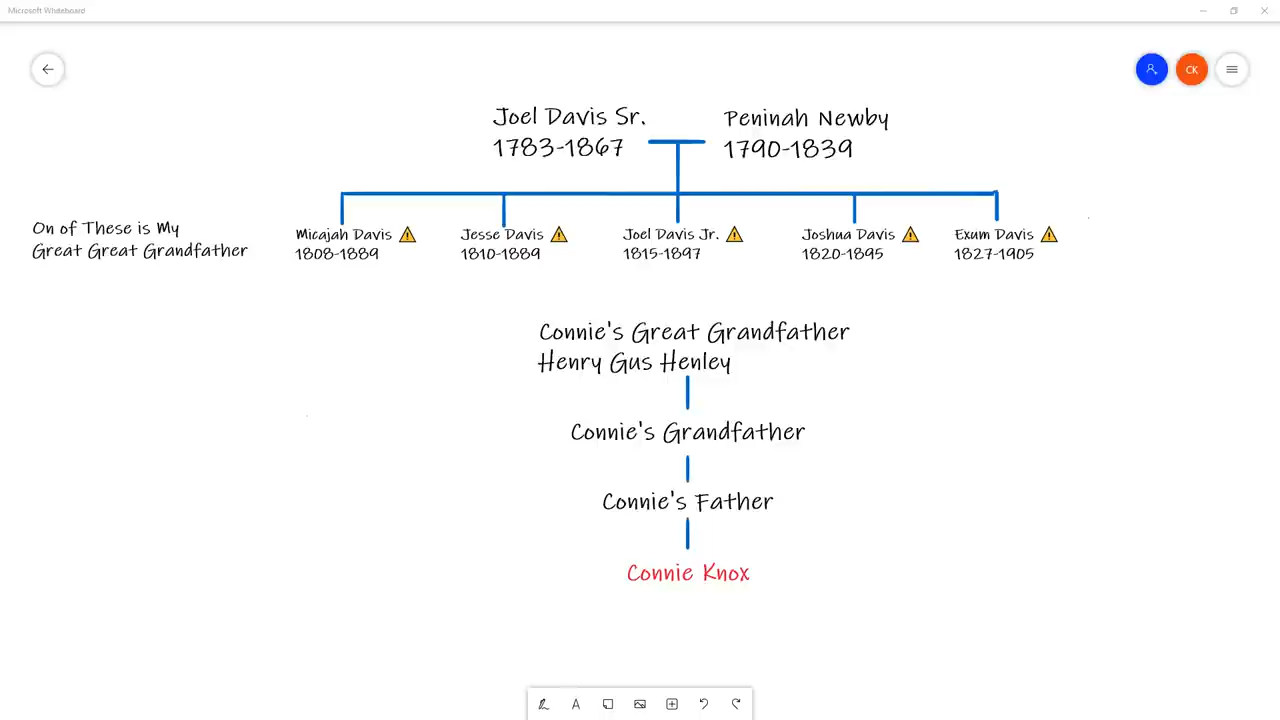 Microsoft Whiteboard
CK
Joel Davis Sr.
1783-1867
Peninah Newby
1790-1839
On of These is My
Great Great Grandfather
Micajah Davis
1808-1889
Jesse Davis
1810-1889
Joel Davis Jr.
1815-1897
Joshua Davis
1820-1895
Exum Davis
1827-1905
Connie's Great Grandfather
Henry Gus Henley
Connie's Grandfather
Connie's Father
Connie Knox
A